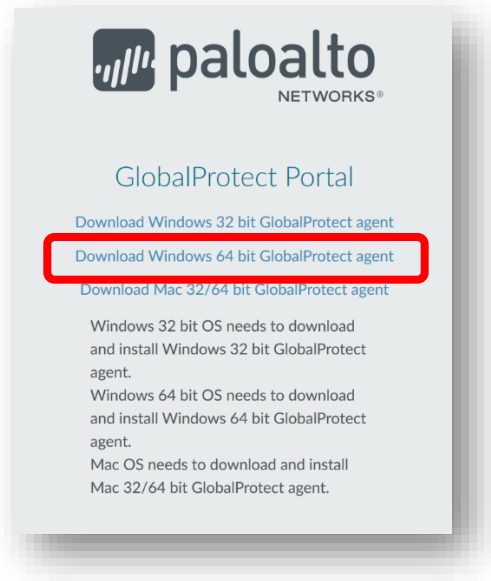 paloalto
NETWORKS®
GlobalProtect Portal
Download Windows 32 bit GlobalProtect agent
Download Windows 64 bit GlobalProtect agent
Download Mac 32/64 bit GlobalProtect agent
Windows 32 bit OS needs to download
and install Windows 32 bit GlobalProtect
agent.
Windows 64 bit OS needs to download
and install Windows 64 bit GlobalProtect
agent.
Mac OS needs to download and install
Mac 32/64 bit GlobalProtect agent.